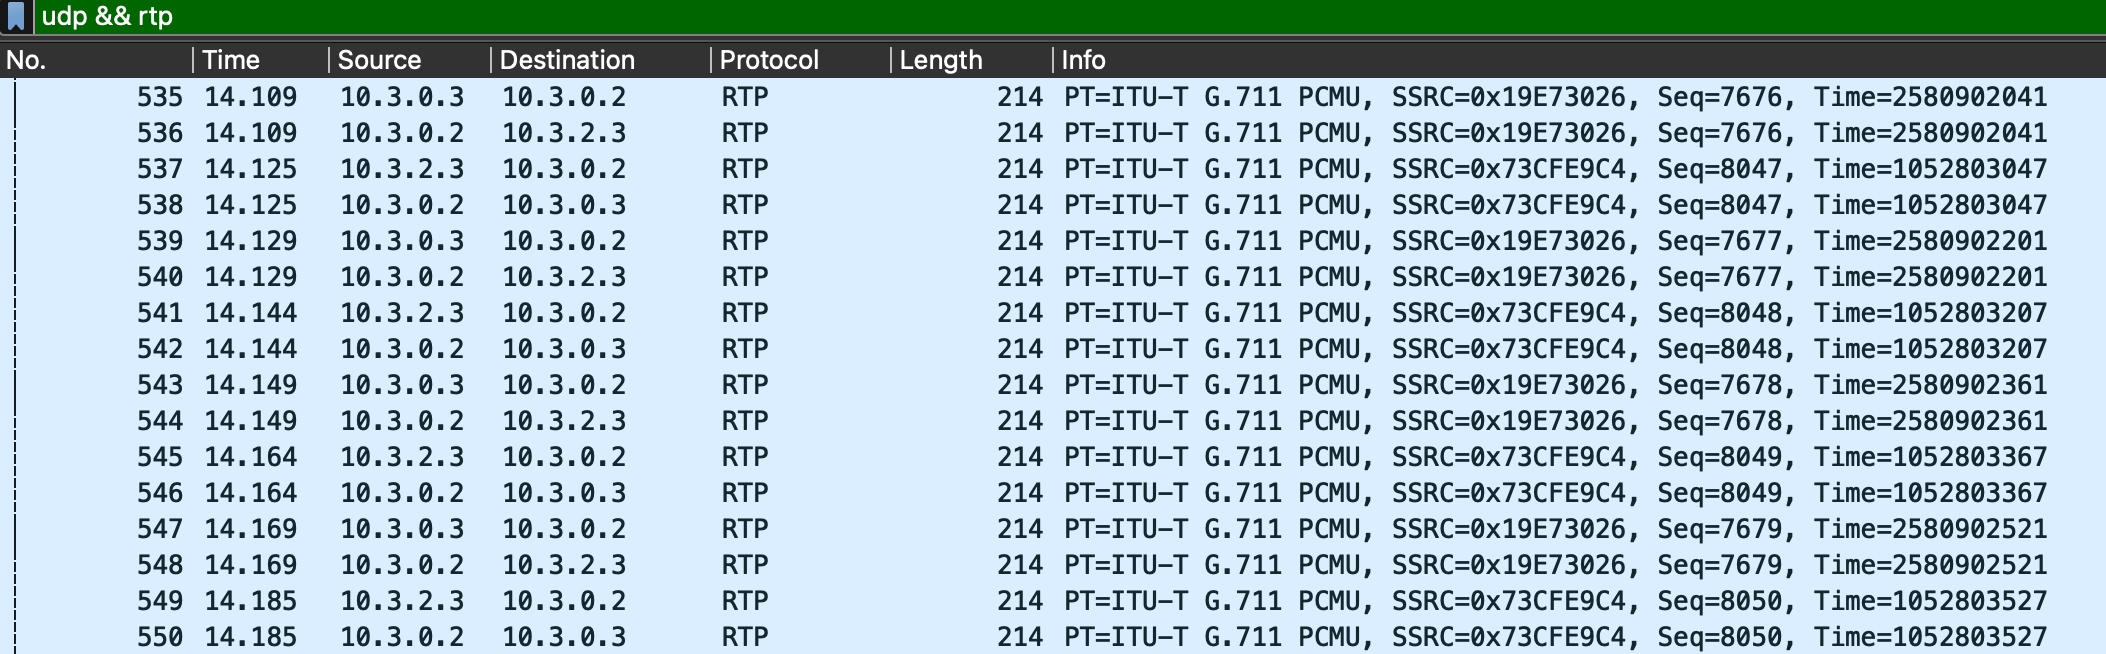 udp && rtp
No. Time Source Destination Protocol Length Info
535 14.109 10.3.0.3 10.3.0.2 RTP 214 PT=ITU-T G.711 PCMU, SSRC=0x19E73026, Seq=7676, Time=2580902041
536 14.109 10.3.0.2 10.3.2.3 RTP 214 PT=ITU-T G.711 PCMU, SSRC=0x19E73026, Seq=7676, Time=2580902041
537 14.125 10.3.2.3 10.3.0.2 RTP 214 PT=ITU-T G.711 PCMU, SSRC=0x73CFE9C4, Seq=8047, Time=1052803047
538 14.125 10.3.0.2 10.3.0.3 RTP 214 PT=ITU-T G.711 PCMU, SSRC=0x73CFE9C4, Seq=8047, Time=1052803047
539 14.129 10.3.0.3 10.3.0.2 RTP 214 PT=ITU-T G.711 PCMU, SSRC=0x19E73026, Seq=7677, Time=2580902201
540 14.129 10.3.0.2 10.3.2.3 RTP 214 PT=ITU-T G.711 PCMU, SSRC=0x19E73026, Seq=7677, Time=2580902201
541 14.144 10.3.2.3 10.3.0.2 RTP 214 PT=ITU-T G.711 PCMU, SSRC=0x73CFE9C4, Seq=8048, Time=1052803207
542 14.144 10.3.0.2 10.3.0.3 RTP 214 PT=ITU-T G.711 PCMU, SSRC=0x73CFE9C4, Seq=8048, Time=1052803207
543 14.149 10.3.0.3 10.3.0.2 RTP 214 PT=ITU-T G.711 PCMU, SSRC=0x19E73026, Seq=7678, Time=2580902361
544 14.149 10.3.0.2 10.3.2.3 RTP 214 PT=ITU-T G.711 PCMU, SSRC=0x19E73026, Seq=7678, Time=2580902361
545 14.164 10.3.2.3 10.3.0.2 RTP 214 PT=ITU-T G.711 PCMU, SSRC=0x73CFE9C4, Seq=8049, Time=1052803367
546 14.164 10.3.0.2 10.3.0.3 RTP 214 PT=ITU-T G.711 PCMU, SSRC=0x73CFE9C4, Seq=8049, Time=1052803367
547 14.169 10.3.0.3 10.3.0.2 RTP 214 PT=ITU-T G.711 PCMU, SSRC=0x19E73026, Seq=7679, Time=2580902521
548 14.169 10.3.0.2 10.3.2.3 RTP 214 PT=ITU-T G.711 PCMU, SSRC=0x19E73026, Seq=7679, Time=2580902521
549 14.185 10.3.2.3 10.3.0.2 RTP 214 PT=ITU-T G.711 PCMU, SSRC=0x73CFE9C4, Seq=8050, Time=1052803527
550 14.185 10.3.0.2 10.3.0.3 RTP 214 PT=ITU-T G.711 PCMU, SSRC=0x73CFE9C4, Seq=8050, Time=1052803527